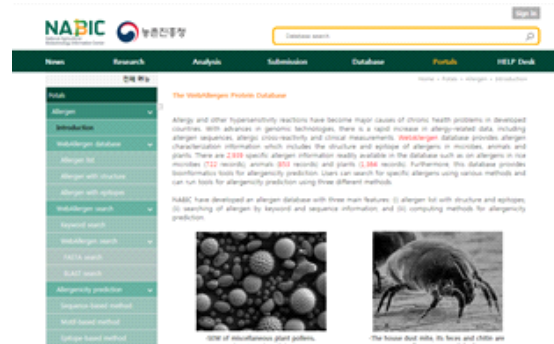 Sign in
NABIC
National Agricultural
Biotechnology Information Center
농촌진흥청
Database search
News Research Analysis Submission Database Portals HELP Desk
전체 메뉴
Home > Potals > Allergen > Introduction
Potals
Allergen
Introduction
WebAllergen database
Allergen list
Allergen with structure
Allergen with epitope
WebAllergen search
Keyword search
WebAllergen search
FASTA search
BLAST search
Allergenicity prediction
Sequence based method
Motif based method
Epitope based method
The WebAllergen Protein Database
Allergy and other hypersensitivity reactions have become major causes of chronic health problems in developed
countries. With advances in genomic technologies, there is a rapid increase in allergy-related data, including
allergen sequences, allergic cross-reactivity and clinical measurements. WebAllergen database provides allergen
characterization information which includes the structure and epitope of allergens in microbes, animals and
plants. There are specific allergen information readily available in the database such as on allergens in rice
microbes (722 records), animals records) and plants records). Furthermore, this database provides
bioinformatics tools for allergenicity prediction. Users can search for specific allergens using various methods and
can run tools for allergenicity prediction using three different methods.
NABIC have developed an allergen database with three main features: (i) allergen list with structure and epitopes,
(ii) searching of allergen by keyword and sequence information, and (iii) computing methods for allergenicity
prediction.
-SEM of miscellaneous plant pollens.
-The house dust mite. Its feces and chitin are